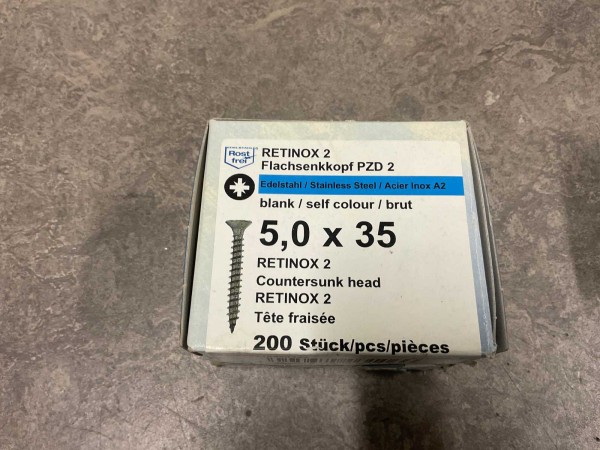 Rost
frei
RETINOX 2
Flachsenkkopf PZD 2
Edelstahl / Stainless Steel / Acier Inox A2
blank / self colour / brut
5,0 x 35
RETINOX 2
Countersunk head
RETINOX 2
Tête fraisée
200 Stück/pcs/pièces